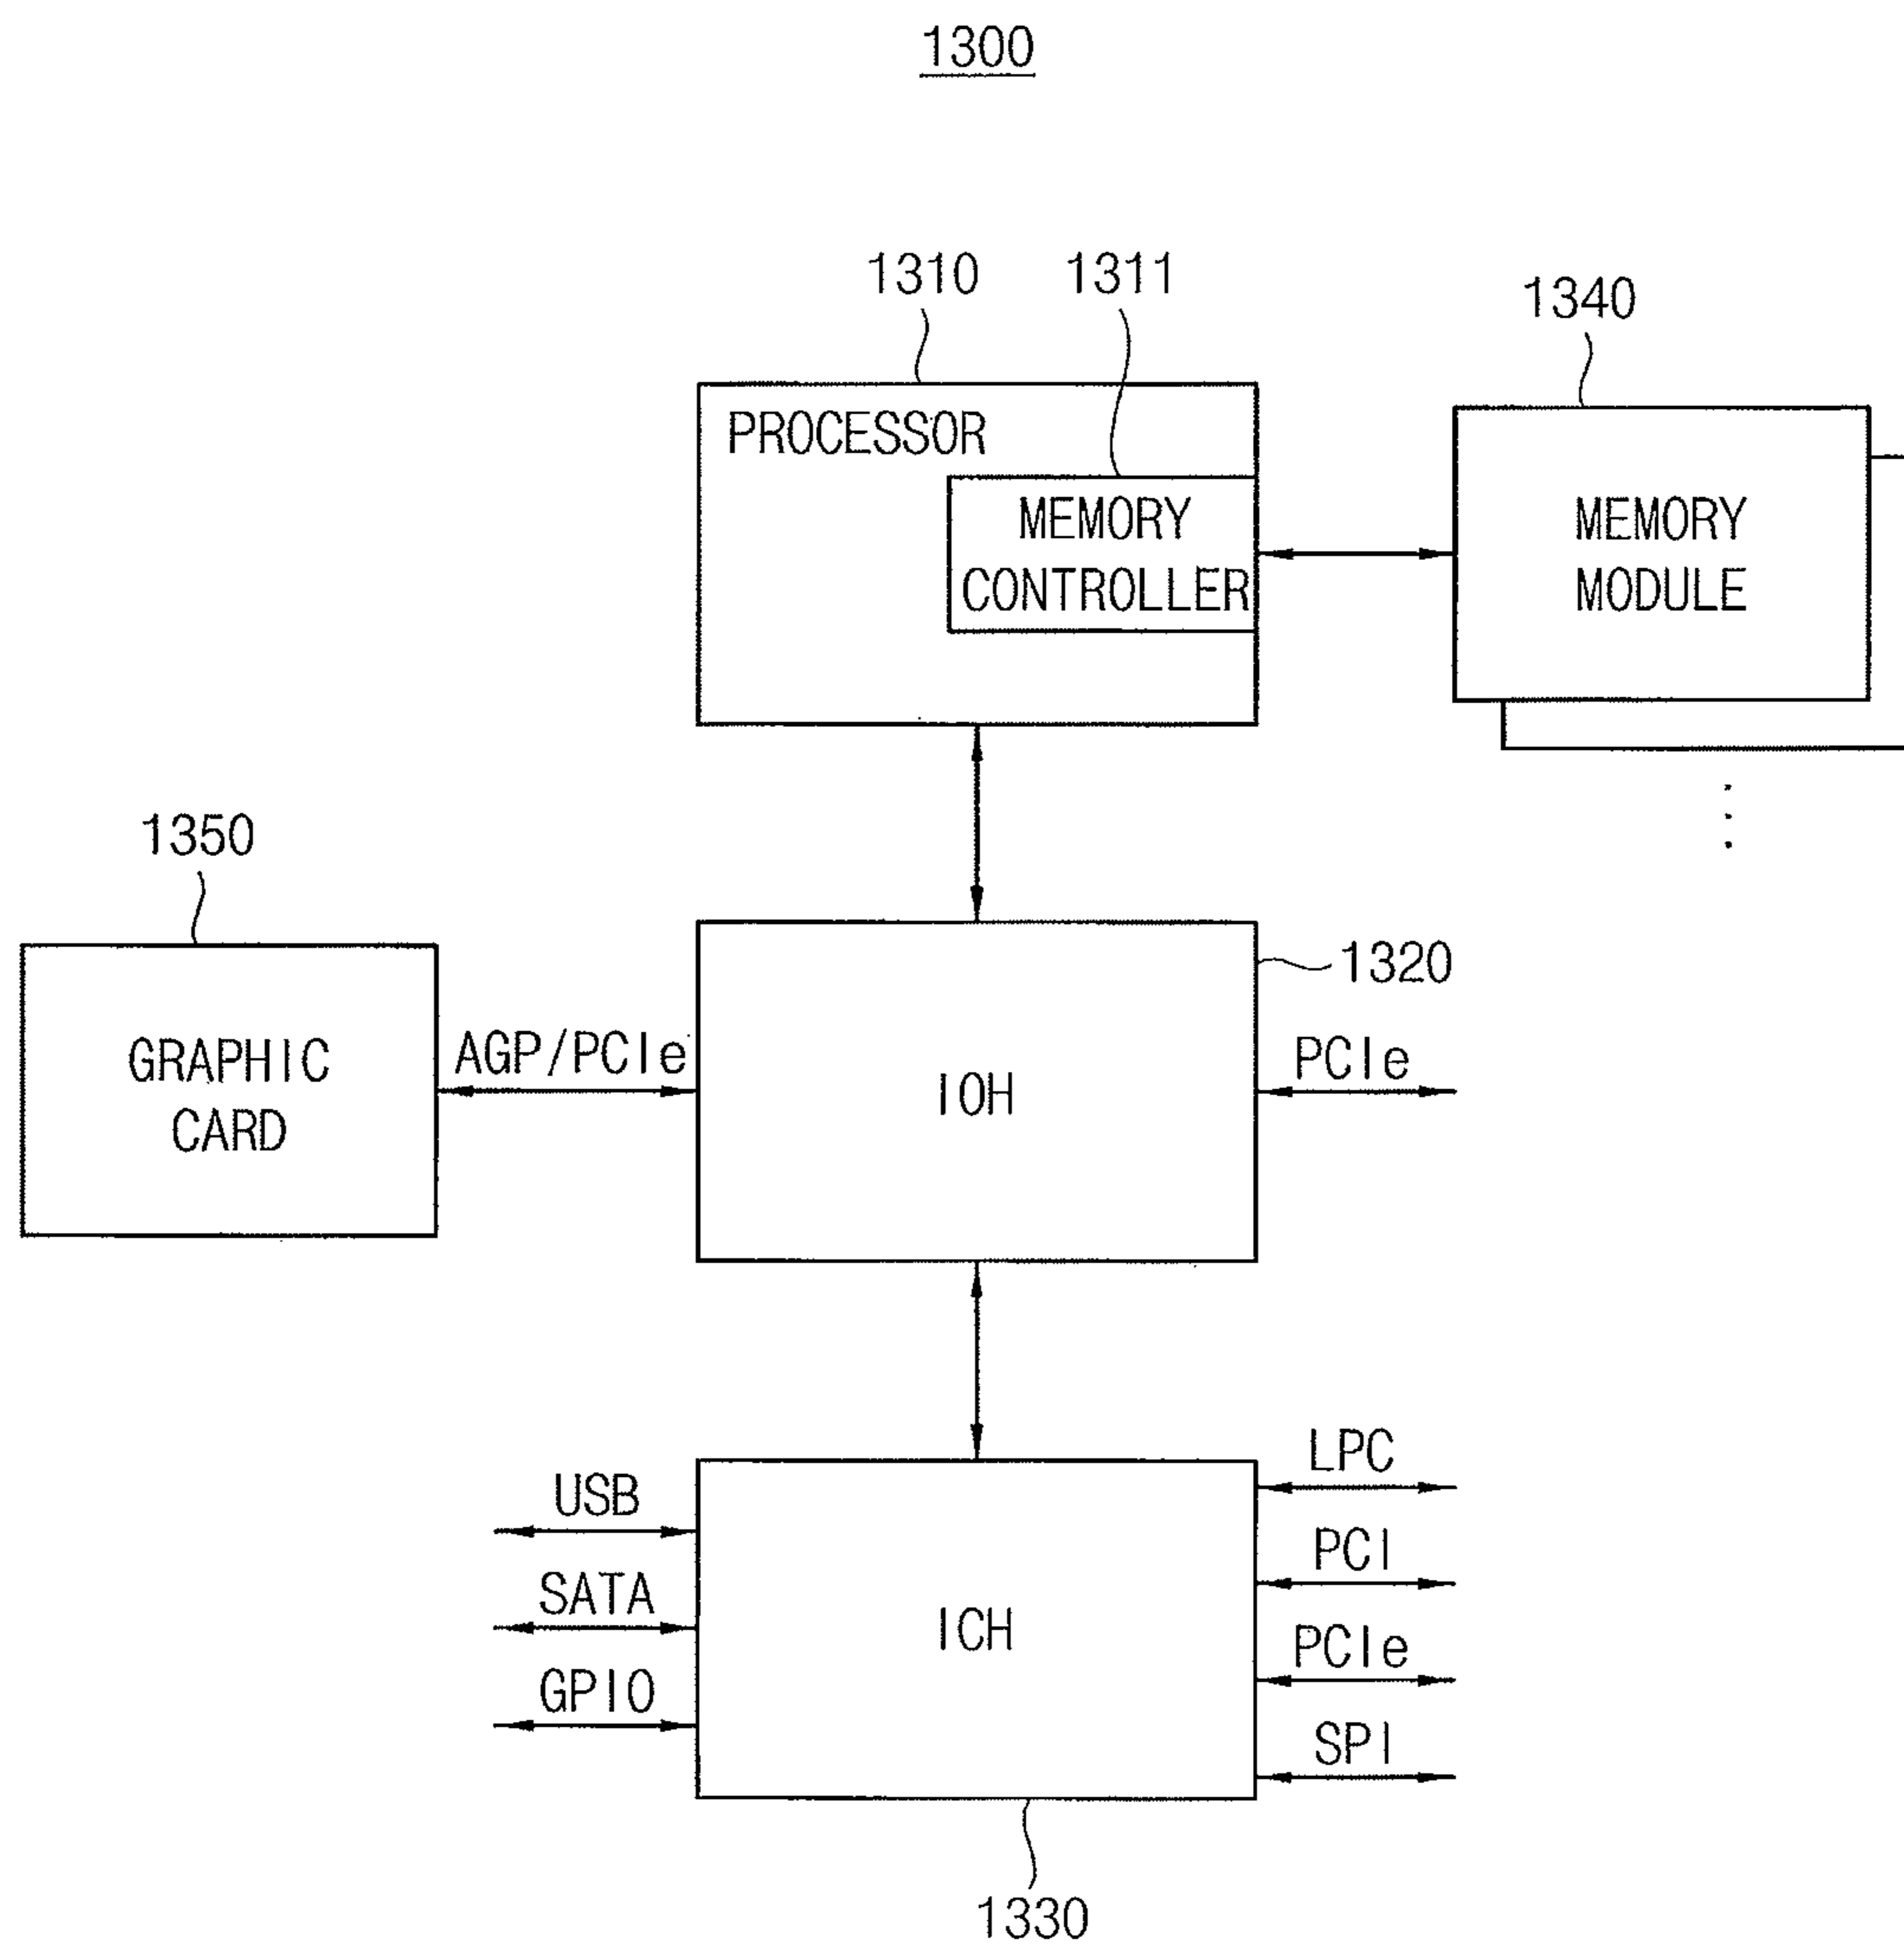 1300
1310
1311
1340
PROCESSOR
MEMORY
CONTROLLER
MEMORY
MODULE
1350
1320
GRAPHIC
CARD
AGP/PCIe
IOH
PCIe
USB
SATA
GPIO
ICH
LPC
PCI
PCIe
SPI
1330